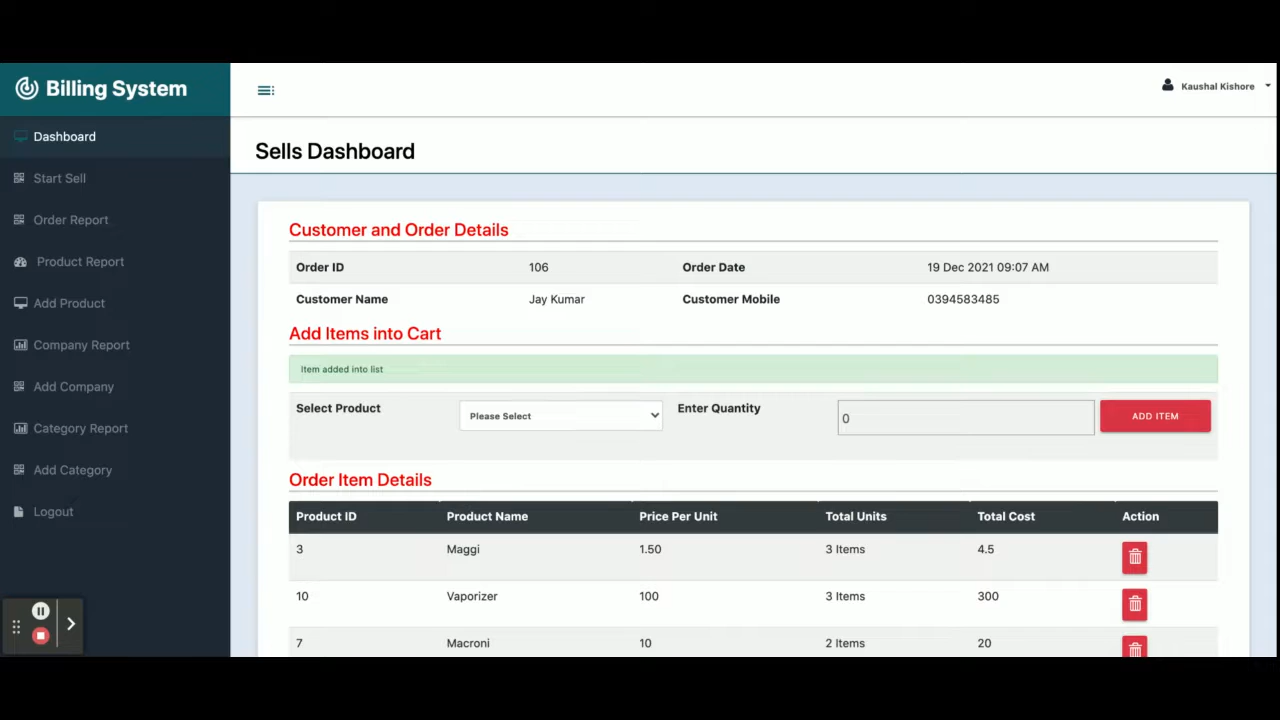 Billing System
Kaushal Kishore
Dashboard
Start Sell
Order Report
Product Report
Add Product
Company Report
Add Company
Category Report
Add Category
Logout
Sells Dashboard
Customer and Order Details
Order ID 106 Order Date 19 Dec 2021 09:07 AM
Customer Name Jay Kumar Customer Mobile 0394583485
Add Items into Cart
Item added into list
Select Product Please Select Enter Quantity 0 ADD ITEM
Order Item Details
Product ID Product Name Price Per Unit Total Units Total Cost Action
3 Maggi 1.50 3 Items 4.5
10 Vaporizer 100 3 Items 300
7 Macroni 10 2 Items 20